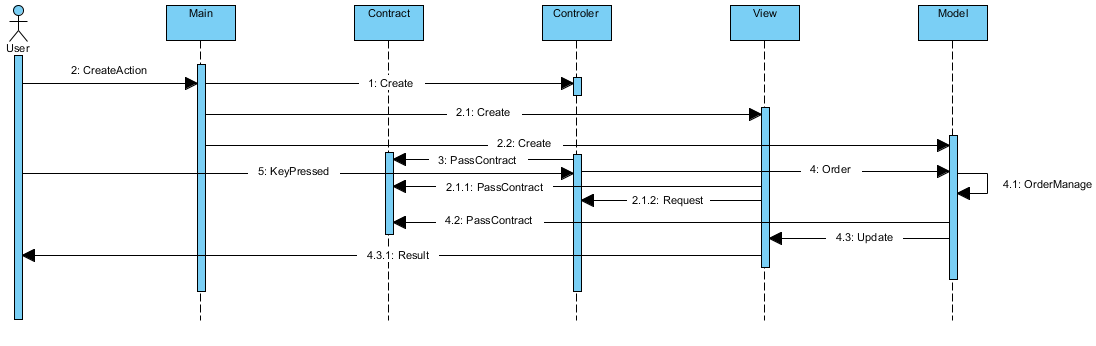 Main
Contract
Controler
View
Model
User
2: CreateAction
1: Create
2.1: Create
2.2: Create
3: PassContract
5: KeyPressed
4: Order
4.1: OrderManage
2.1.1: PassContract
2.1.2: Request
4.2: PassContract
4.3: Update
4.3.1: Result